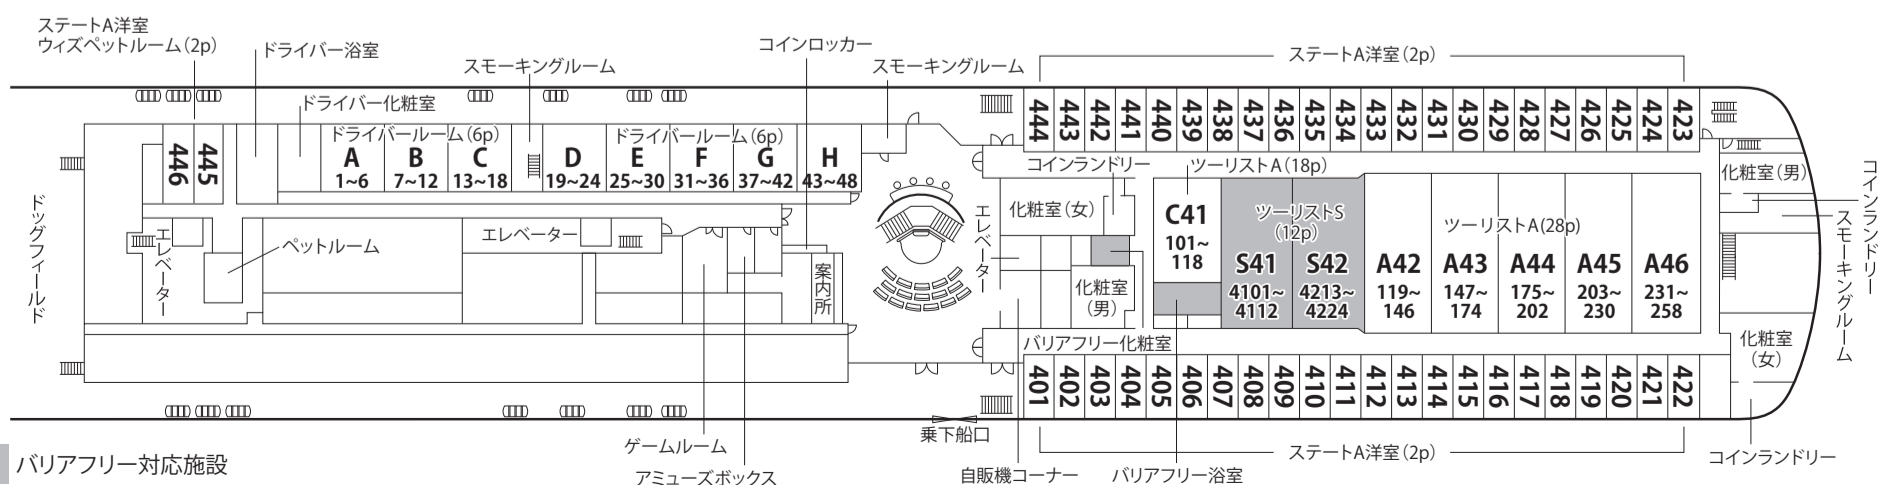 ステートA洋室
ウィズペットルーム(2p)
ドライバー浴室
スモーキングルーム
コインロッカー
スモーキングルーム
ステートA洋室(2p)
ドライバー化粧室
ドライバールーム(6p)
ドライバールーム(6p)
446
445
A
1~6
B
7~12
C
13~18
D
19~24
E
25~30
F
31~36
G
37~42
H
43~48
444
443
442
441
440
439
438
437
436
435
434
433
432
431
430
429
428
427
426
425
424
423
コインランドリー
ツーリストA(18p)
化粧室(男)
コインランドリー
スモーキングルーム
ドッグフィールド
エレベーター
ペットルーム
エレベーター
案内所
エレベーター
化粧室(女)
化粧室
(男)
C41
101~
118
ツーリストS
(12p)
S41
4101~
4112
S42
4213~
4224
ツーリストA(28p)
A42
119~
146
A43
147~
174
A44
175~
202
A45
203~
230
A46
231~
258
化粧室
(女)
バリアフリー化粧室
401
402
403
404
405
406
407
408
409
410
411
412
413
414
415
416
417
418
419
420
421
422
乗下船口
ゲームルーム
アミューズボックス
自販機コーナー
バリアフリー浴室
ステートA洋室(2p)
コインランドリー
バリアフリー対応施設